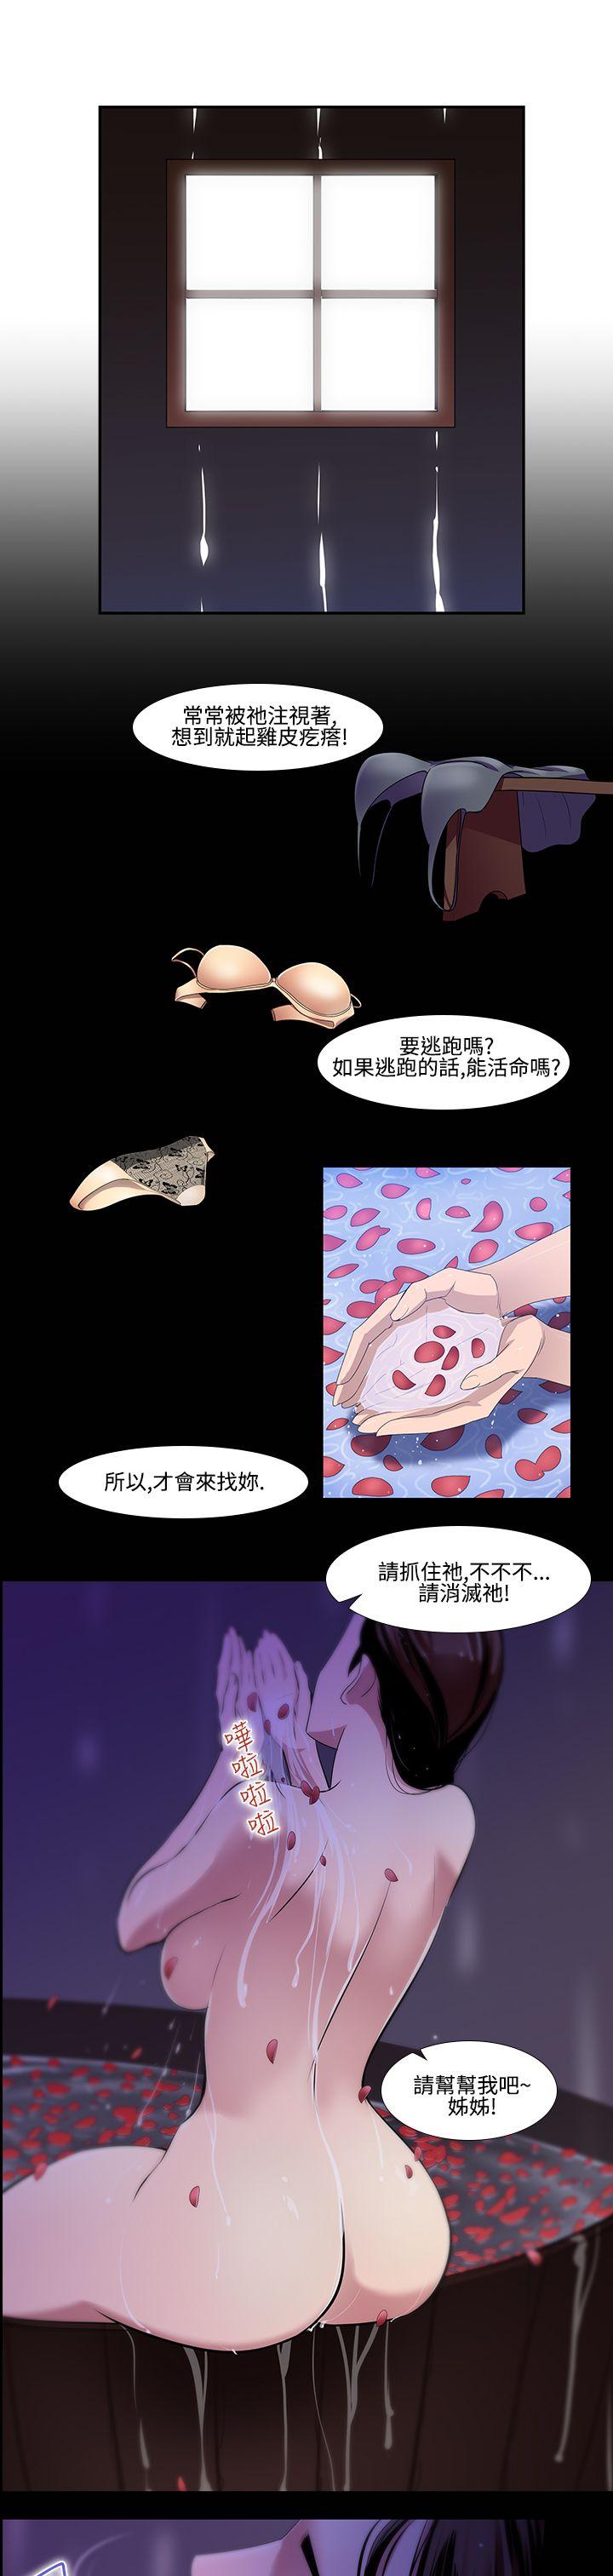 常常被祂注視著,
想到就起雞皮疙瘩!
要逃跑嗎?
如果逃跑的話,能活命嗎?
所以,才會來找妳.
請抓住祂,不不不...
請消滅祂!
嘩
啦
啦
啦
請幫幫我吧~
姊姊!